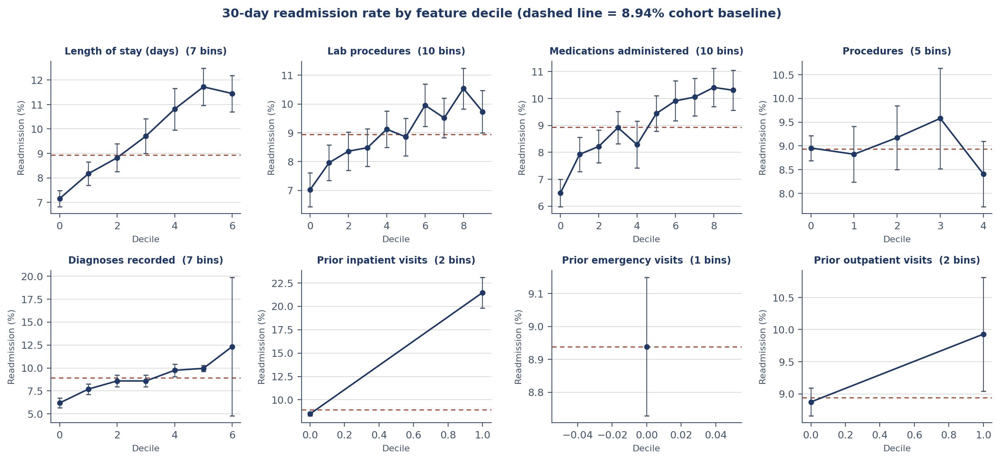 30-day readmission rate by feature decile (dashed line = 8.94% cohort baseline)
Length of stay (days)  (7 bins)
Readmission (%)
12
11
10
9
8
7
0 2 4 6
Decile
Lab procedures  (10 bins)
Readmission (%)
11
10
9
8
7
0 2 4 6 8
Decile
Medications administered  (10 bins)
Readmission (%)
11
10
9
8
7
6
0 2 4 6 8
Decile
Procedures  (5 bins)
Readmission (%)
10.5
10.0
9.5
9.0
8.5
8.0
0 1 2 3 4
Decile
Diagnoses recorded  (7 bins)
Readmission (%)
20.0
17.5
15.0
12.5
10.0
7.5
5.0
0 2 4 6
Decile
Prior inpatient visits  (2 bins)
Readmission (%)
22.5
20.0
17.5
15.0
12.5
10.0
0.0 0.2 0.4 0.6 0.8 1.0
Decile
Prior emergency visits  (1 bins)
Readmission (%)
9.1
9.0
8.9
8.8
−0.04 −0.02 0.00 0.02 0.04
Decile
Prior outpatient visits  (2 bins)
Readmission (%)
10.5
10.0
9.5
9.0
0.0 0.2 0.4 0.6 0.8 1.0
Decile